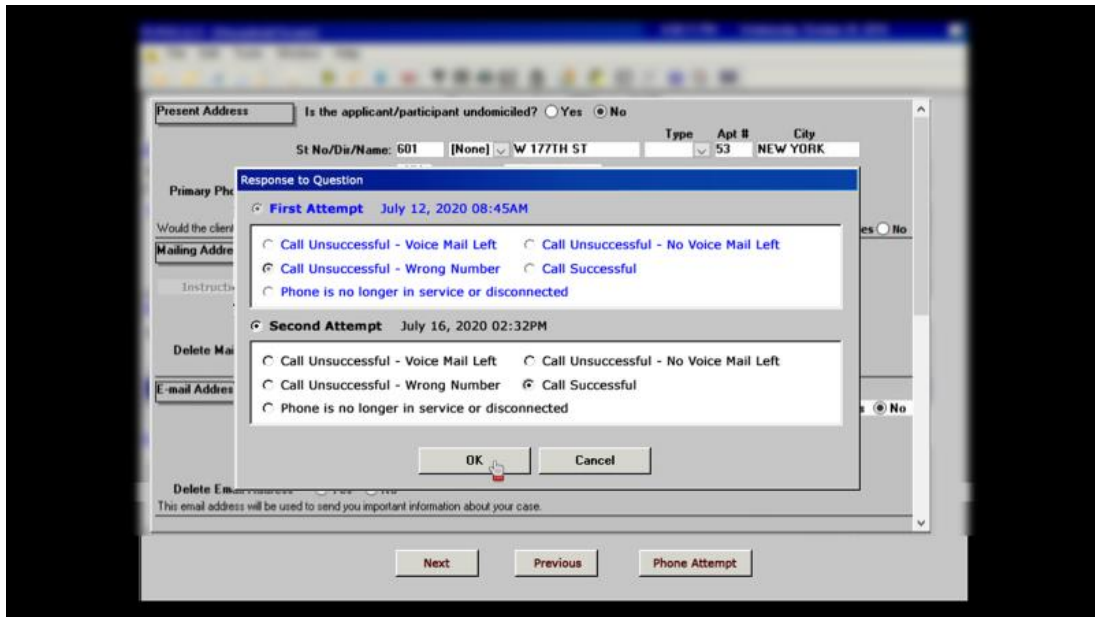 Present Address Is the applicant/participant undomiciled? Yes No
Type Apt # City
St No/Dir/Name: 601 [None] W 177TH ST 53 NEW YORK
Response to Question
Primary Pho
First Attempt July 12, 2020 08:45AM
Would the client es No
Call Unsuccessful - Voice Mail Left Call Unsuccessful - No Voice Mail Left
Mailing Addre
Call Unsuccessful - Wrong Number Call Successful
Instructi
Phone is no longer in service or disconnected
Second Attempt July 16, 2020 02:32PM
Delete Mai
Call Unsuccessful - Voice Mail Left Call Unsuccessful - No Voice Mail Left
E-mail Addres
Call Unsuccessful - Wrong Number Call Successful
Phone is no longer in service or disconnected
s No
OK Cancel
Delete Email Address Yes No
This email address will be used to send you important information about your case.
Next Previous Phone Attempt